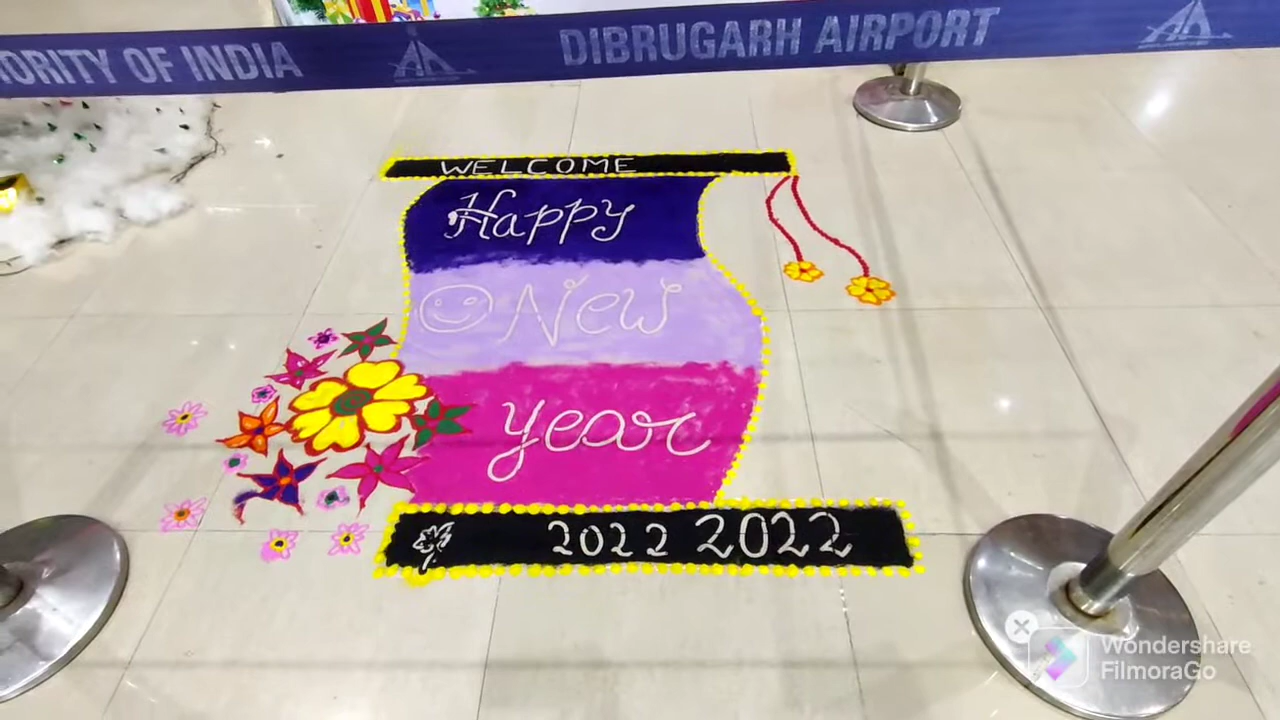 ORITY OF INDIA DIBRUGARH AIRPORT
WELCOME
Happy
New
year
2022 2022
Wondershare
FilmoraGo